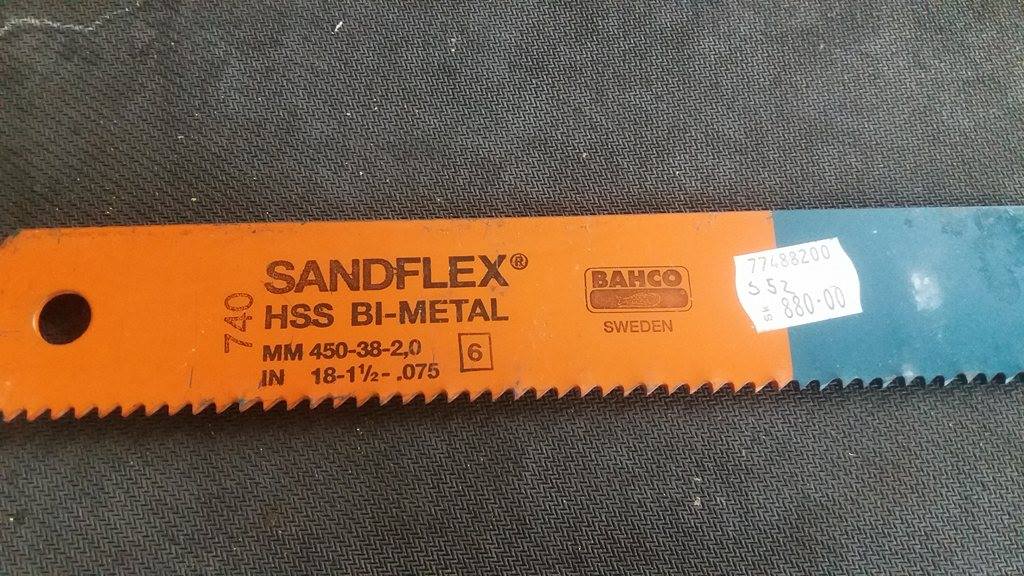 740
SANDFLEX®
HSS BI-METAL
MM 450-38-2,0
IN 18-1½-.075
6
BAHCO
SWEDEN
77488200
S5Z
880·00